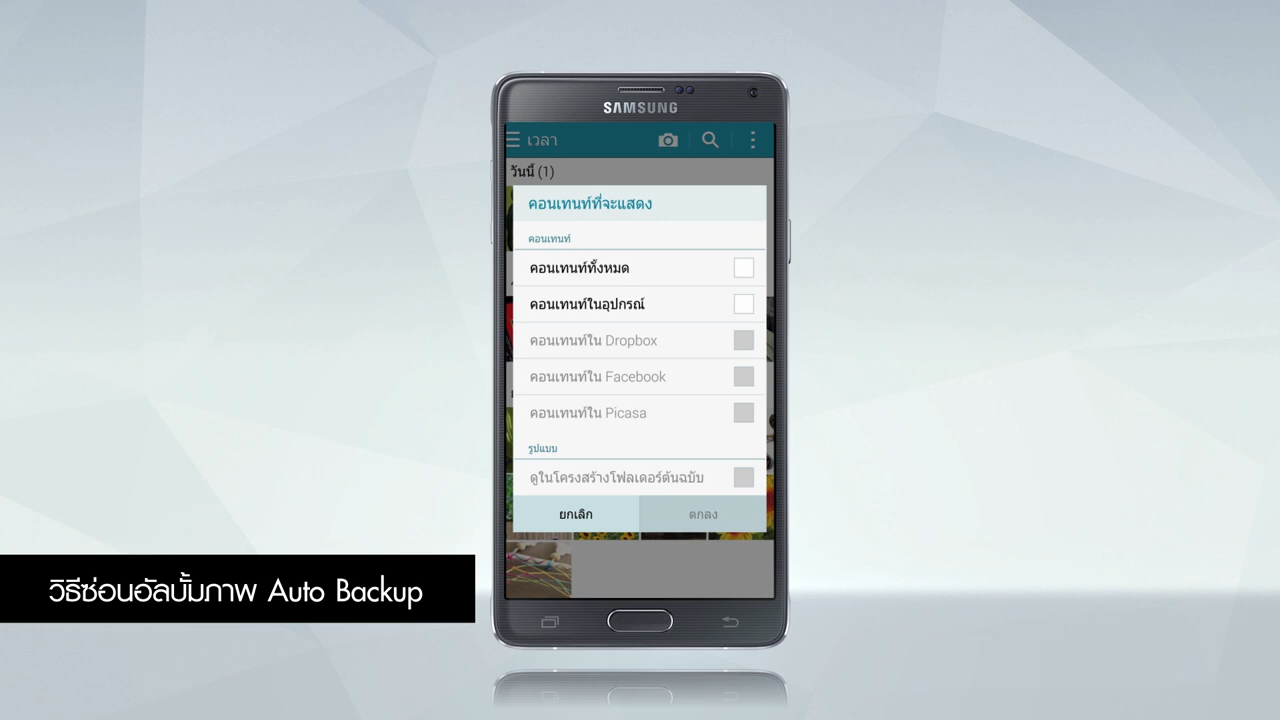 SAMSUNG
เวลา
วันนี้ (1)
คอนเทนท์ที่จะแสดง
คอนเทนท์
คอนเทนท์ทั้งหมด
คอนเทนท์ในอุปกรณ์
คอนเทนท์ใน Dropbox
คอนเทนท์ใน Facebook
คอนเทนท์ใน Picasa
รูปแบบ
ดูในโครงสร้างโฟลเดอร์ต้นฉบับ
ยกเลิก ตกลง
วิธีซ่อนอัลบั้มภาพ Auto Backup